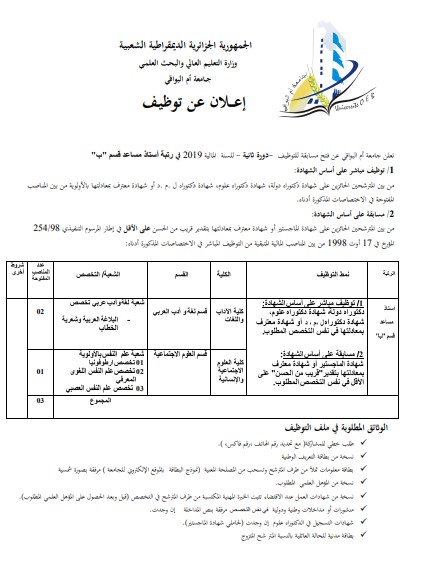 الجمهورية الجزائرية الديمقراطية الشعبية
وزارة التعليم العالي والبحث العلمي
جامعة أم البواقي
إعـلان عن توظيف
جامعة أم البواقي
Université O E B
تعلن جامعة أم البواقي عن فتح مسابقة للتوظيف –دورة ثانية – للسنة المالية 2019 في رتبة أستاذ مساعد قسم "ب"
1/ توظيف مباشر على أساس الشهادة:
من بين المترشحين الحائزين على شهادة دكتوراه دولة، شهادة دكتوراه علوم، شهادة دكتوراه ل .م .د أو شهادة معترف بمعادلتها بالأولوية من بين المناصب
المفتوحة في الاختصاصات المذكورة أدناه.
2/ مسابقة على أساس الشهادة:
من بين المترشحين الحائزين على شهادة الماجستير أو شهادة معترف بمعادلتها بتقدير قريب من الحسن على الأقل في إطار المرسوم التنفيذي 254/98
المؤرخ في 17 أوت 1998 من بين المناصب المالية المتبقية من التوظيف المباشر في الاختصاصات المذكورة أدناه.
الرتبة نمط التوظيف الكلية القسم الشعبة/ التخصص عدد المناصب المفتوحة شروط أخرى
استاذ مساعد قسم "ب"
1/ توظيف مباشر على أساس الشهادة:
دكتوراه دولة، شهادة دكتوراه علوم،
شهادة دكتوراه ل .م .د أو شهادة معترف
بمعادلتها في نفس التخصص المطلوب.
2/ مسابقة على أساس الشهادة:
شهادة الماجستير أو شهادة معترف
بمعادلتها بتقدير"قريب من الحسن" على
الأقل في نفس التخصص المطلوب.
كلية الآداب واللغات
قسم لغة و أدب العربي
شعبة لغة وأدب عربي تخصص
- البلاغة العربية وشعرية الخطاب
02
كلية العلوم الاجتماعية والانسانية
قسم العلوم الاجتماعية
شعبة علم النفس بالأولوية
01 تخصص أرطوفونيا
02 تخصص علم النفس اللغوي المعرفي
03 تخصص علم النفس العصبي
01
المجموع 03
الوثائق المطلوبة في ملف التوظيف
✓ طلب خطي للمشاركة( مع تحديد رقم الهاتف ،رقم فاكس، ).
✓ نسخة من بطاقة التعريف الوطنية
✓ بطاقة معلومات تملأ من طرف المترشح وتسحب من المصلحة المعنية (نموذج البطاقة بالموقع الإلكتروني للجامعة ) مرفقة بصورة شمسية
✓ نسخة من المؤهل العلمي المطلوب.
✓ نسخة من شهادات العمل عند الاقتضاء تثبت الخبرة المهنية المكتسبة من طرف المترشح في التخصص (قبل وبعد الحصول على المؤهل العلمي المطلوب).
✓ منشورات أو مداخلات وطنية ودولية في نفس التخصص مرفقة بنص المداخلة إن وجدت.
✓ شهادات التسجيل في الدكتوراه علوم إن وجدت (لحاملي شهادة الماجستير).
✓ بطاقة مدنية للحالة العائلية بالنسبة المترشح المتزوج